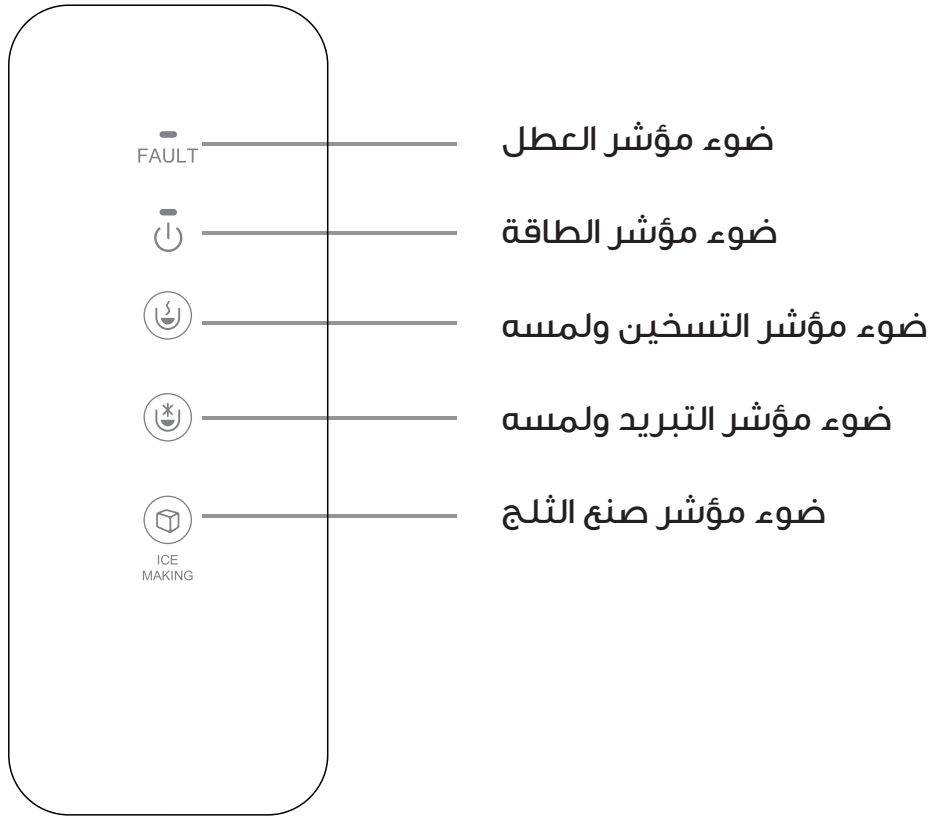 FAULT
ضوء مؤشر العطل
ضوء مؤشر الطاقة
ضوء مؤشر التسخين ولمسه
ضوء مؤشر التبريد ولمسه
ضوء مؤشر صنع الثلج
ICE
MAKING